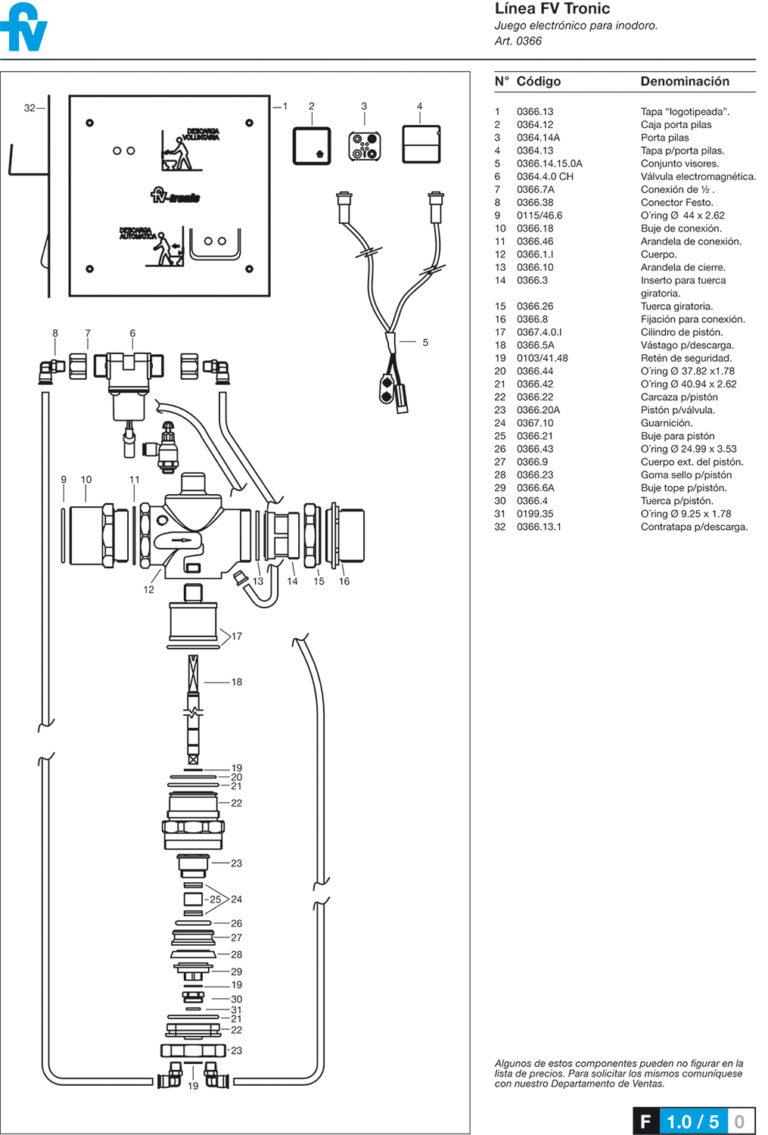 fv
Línea FV Tronic
Juego electrónico para inodoro.
Art. 0366
N° Código Denominación
1 0366.13 Tapa “logotipeada”.
2 0364.12 Caja porta pilas
3 0364.14A Porta pilas
4 0364.13 Tapa p/porta pilas.
5 0366.14.15.0A Conjunto visores.
6 0364.4.0 CH Válvula electromagnética.
7 0366.7A Conexión de ½ .
8 0366.38 Conector Festo.
9 0115/46.6 O´ring Ø 44 x 2.62
10 0366.18 Buje de conexión.
11 0366.46 Arandela de conexión.
12 0366.1.I Cuerpo.
13 0366.10 Arandela de cierre.
14 0366.3 Inserto para tuerca
giratoria.
15 0366.26 Tuerca giratoria.
16 0366.8 Fijación para conexión.
17 0367.4.0.I Cilindro de pistón.
18 0366.5A Vástago p/descarga.
19 0103/41.48 Retén de seguridad.
20 0366.44 O´ring Ø 37.82 x1.78
21 0366.42 O´ring Ø 40.94 x 2.62
22 0366.22 Carcaza p/pistón
23 0366.20A Pistón p/válvula.
24 0367.10 Guarnición.
25 0366.21 Buje para pistón
26 0366.43 O´ring Ø 24.99 x 3.53
27 0366.9 Cuerpo ext. del pistón.
28 0366.23 Goma sello p/pistón
29 0366.6A Buje tope p/pistón.
30 0366.4 Tuerca p/pistón.
31 0199.35 O´ring Ø 9.25 x 1.78
32 0366.13.1 Contratapa p/descarga.
32 1 2 3 4
DESCARGA
VOLUNTARIA
fv-tronic
DESCARGA
AUTOMATICA
5
8 7 6
9 10 11
12 13 14 15 16
17
18
19
20
21
22
23
25 24
26
27
28
29
19
30
31
21
22
23
19
Algunos de estos componentes pueden no figurar en la
lista de precios. Para solicitar los mismos comuníquese
con nuestro Departamento de Ventas.
F 1.0 / 5 0